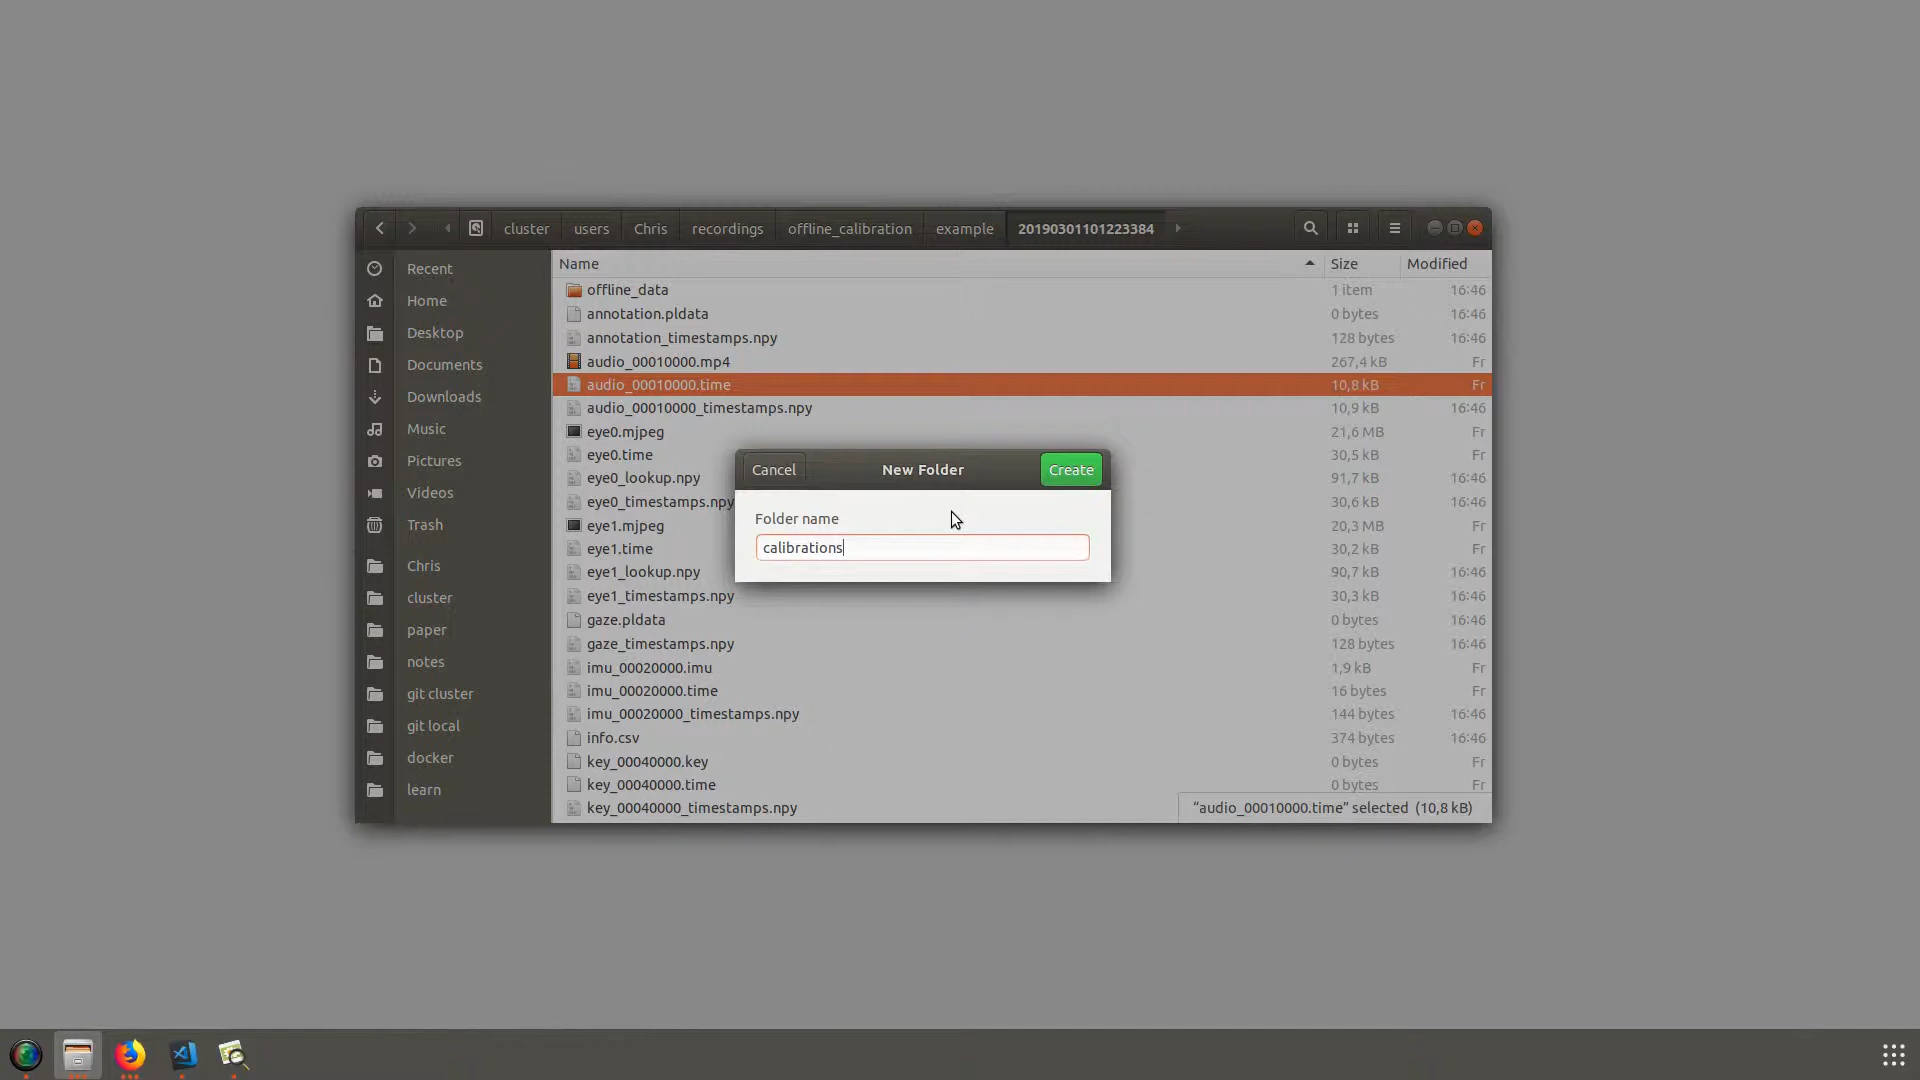 cluster users Chris recordings offline_calibration example 20190301101223384
Recent
Home
Desktop
Documents
Downloads
Music
Pictures
Videos
Trash
Chris
cluster
paper
notes
git cluster
git local
docker
learn
Name Size Modified
offline_data 1 item 16:46
annotation.pldata 0 bytes 16:46
annotation_timestamps.npy 128 bytes 16:46
audio_00010000.mp4 267,4 kB Fr
audio_00010000.time 10,8 kB Fr
audio_00010000_timestamps.npy 10,9 kB 16:46
eye0.mjpeg 21,6 MB Fr
eye0.time 30,5 kB Fr
eye0_lookup.npy 91,7 kB 16:46
eye0_timestamps.npy 30,6 kB 16:46
eye1.mjpeg 20,3 MB Fr
eye1.time 30,2 kB Fr
eye1_lookup.npy 90,7 kB 16:46
eye1_timestamps.npy 30,3 kB 16:46
gaze.pldata 0 bytes 16:46
gaze_timestamps.npy 128 bytes 16:46
imu_00020000.imu 1,9 kB Fr
imu_00020000.time 16 bytes Fr
imu_00020000_timestamps.npy 144 bytes 16:46
info.csv 374 bytes 16:46
key_00040000.key 0 bytes Fr
key_00040000.time 0 bytes Fr
key_00040000_timestamps.npy
“audio_00010000.time” selected (10,8 kB)
Cancel New Folder Create
Folder name
calibrations